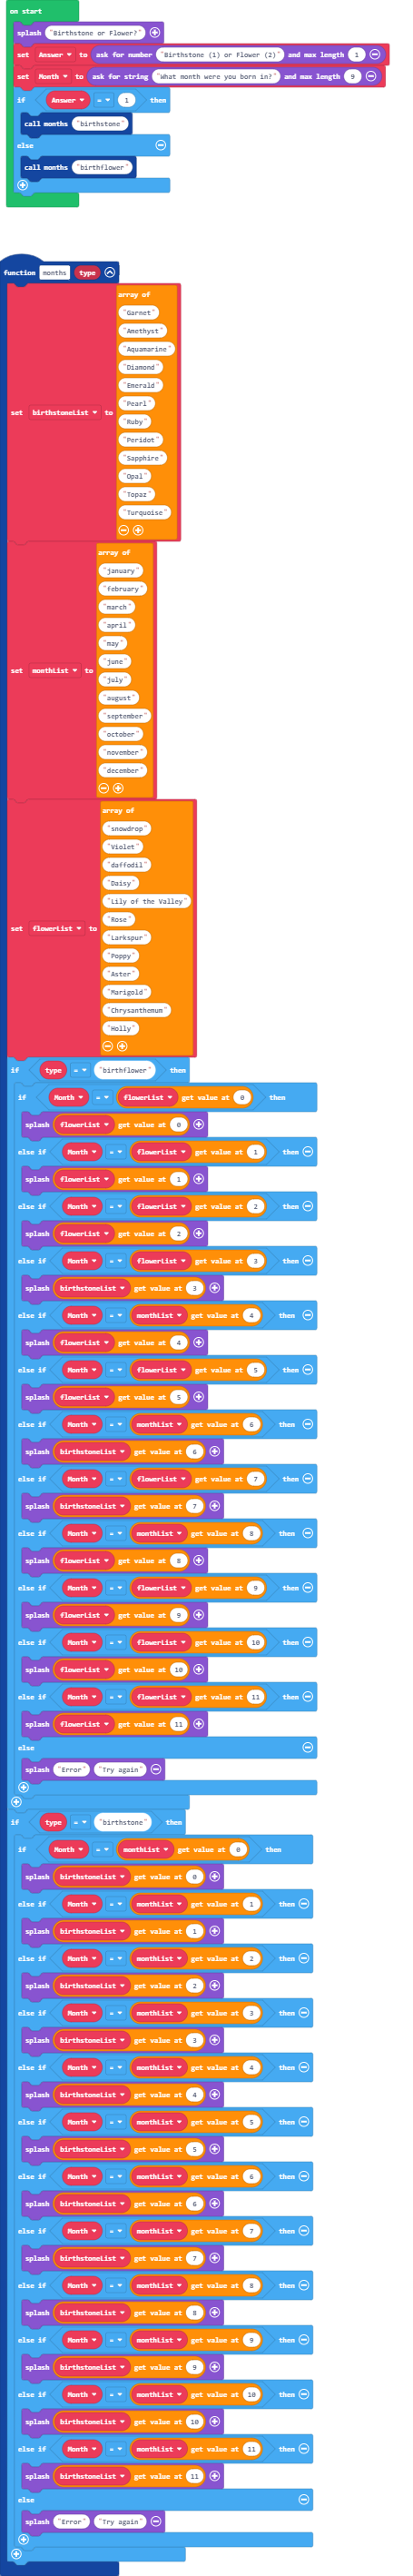 on start
splash "Birthstone or Flower?"
set Answer to ask for number "Birthstone (1) or Flower (2)" and max length 1
set Month to ask for string "What month were you born in?" and max length 9
if Answer = 1 then
call months "birthstone"
else
call months "birthflower"
function months type
array of
"Garnet"
"Amethyst"
"Aquamarine"
"Diamond"
"Emerald"
"Pearl"
set birthstoneList to
"Ruby"
"Peridot"
"Sapphire"
"Opal"
"Topaz"
"Turquoise"
array of
"january"
"february"
"march"
"april"
"may"
"june"
set monthList to
"july"
"august"
"september"
"october"
"november"
"december"
array of
"snowdrop"
"Violet"
"daffodil"
"Daisy"
"Lily of the Valley"
"Rose"
set flowerList to
"Larkspur"
"Poppy"
"Aster"
"Marigold"
"Chrysanthemum"
"Holly"
if type = "birthflower" then
if Month = flowerList get value at 0 then
splash flowerList get value at 0
else if Month = flowerList get value at 1 then
splash flowerList get value at 1
else if Month = flowerList get value at 2 then
splash flowerList get value at 2
else if Month = flowerList get value at 3 then
splash birthstoneList get value at 3
else if Month = monthList get value at 4 then
splash flowerList get value at 4
else if Month = flowerList get value at 5 then
splash flowerList get value at 5
else if Month = monthList get value at 6 then
splash birthstoneList get value at 6
else if Month = flowerList get value at 7 then
splash birthstoneList get value at 7
else if Month = monthList get value at 8 then
splash flowerList get value at 8
else if Month = flowerList get value at 9 then
splash flowerList get value at 9
else if Month = flowerList get value at 10 then
splash flowerList get value at 10
else if Month = flowerList get value at 11 then
splash flowerList get value at 11
else
splash "Error" "Try again"
if type = "birthstone" then
if Month = monthList get value at 0 then
splash birthstoneList get value at 0
else if Month = monthList get value at 1 then
splash birthstoneList get value at 1
else if Month = monthList get value at 2 then
splash birthstoneList get value at 2
else if Month = monthList get value at 3 then
splash birthstoneList get value at 3
else if Month = monthList get value at 4 then
splash birthstoneList get value at 4
else if Month = monthList get value at 5 then
splash birthstoneList get value at 5
else if Month = monthList get value at 6 then
splash birthstoneList get value at 6
else if Month = monthList get value at 7 then
splash birthstoneList get value at 7
else if Month = monthList get value at 8 then
splash birthstoneList get value at 8
else if Month = monthList get value at 9 then
splash birthstoneList get value at 9
else if Month = monthList get value at 10 then
splash birthstoneList get value at 10
else if Month = monthList get value at 11 then
splash birthstoneList get value at 11
else
splash "Error" "Try again"